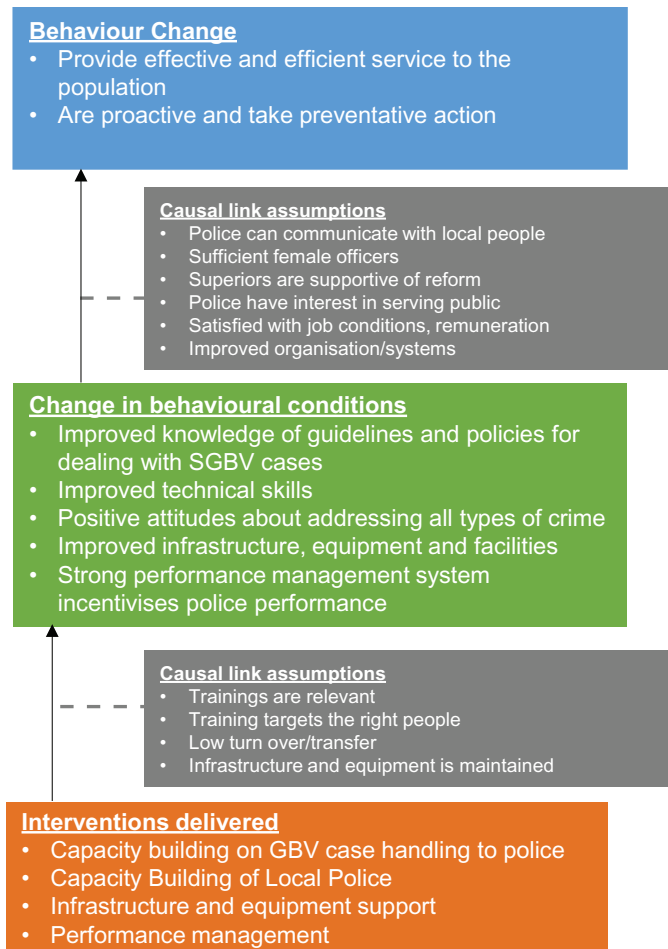 Behaviour Change
• Provide effective and efficient service to the
population
• Are proactive and take preventative action
Causal link assumptions
• Police can communicate with local people
• Sufficient female officers
• Superiors are supportive of reform
• Police have interest in serving public
• Satisfied with job conditions, remuneration
• Improved organisation/systems
Change in behavioural conditions
• Improved knowledge of guidelines and policies for
dealing with SGBV cases
• Improved technical skills
• Positive attitudes about addressing all types of crime
• Improved infrastructure, equipment and facilities
• Strong performance management system
incentivises police performance
Causal link assumptions
• Trainings are relevant
• Training targets the right people
• Low turn over/transfer
• Infrastructure and equipment is maintained
Interventions delivered
• Capacity building on GBV case handling to police
• Capacity Building of Local Police
• Infrastructure and equipment support
• Performance management